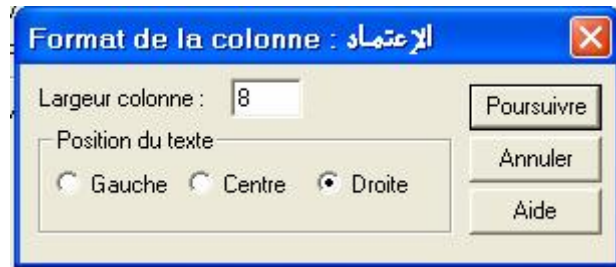 Format de la colonne : الإعتماد
Largeur colonne : 8
Poursuivre
Position du texte
Gauche Centre Droite
Annuler
Aide